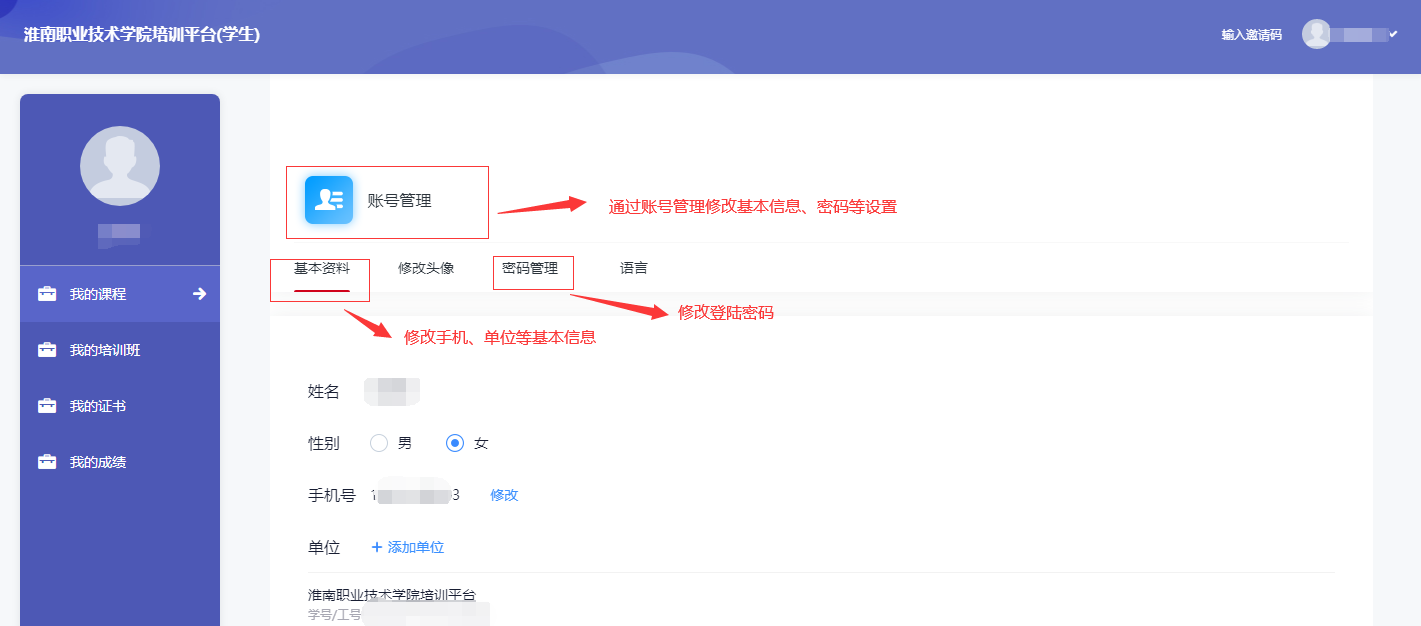 淮南职业技术学院培训平台(学生)
输入邀请码
账号管理
通过账号管理修改基本信息、密码等设置
基本资料
修改头像
密码管理
语言
修改登陆密码
修改手机、单位等基本信息
我的课程
我的培训班
我的证书
我的成绩
姓名
性别
男
女
手机号
1
3
修改
单位
+ 添加单位
淮南职业技术学院培训平台
学号/工号